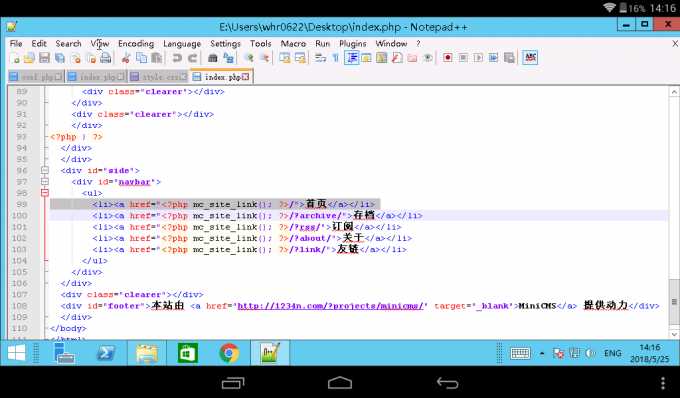 16% 14:16
E:\Users\whr0622\Desktop\index.php - Notepad++
File Edit Search View Encoding Language Settings Tools Macro Run Plugins Window ? X
conf.php index.php style.css index.php
89 <div class="clearer"></div>
90 </div>
91 <div class="clearer"></div>
92 </div>
93 <?php } ?>
94 </div>
95 </div>
96 <div id="side">
97 <div id="navbar">
98 <ul>
99 <li><a href="<?php mc_site_link(); ?>/">首页</a></li>
100 <li><a href="<?php mc_site_link(); ?>/?archive/">存档</a></li>
101 <li><a href="<?php mc_site_link(); ?>/?rss/">订阅</a></li>
102 <li><a href="<?php mc_site_link(); ?>/?about/">关于</a></li>
103 <li><a href="<?php mc_site_link(); ?>/?link/">友链</a></li>
104 </ul>
105 </div>
106 </div>
107 <div class="clearer"></div>
108 <div id="footer">本站由 <a href="http://1234n.com/?projects/minicms/" target="_blank">MiniCMS</a> 提供动力</div>
109 </div>
110 </body>
111 </html>
ENG 14:16
2018/5/25